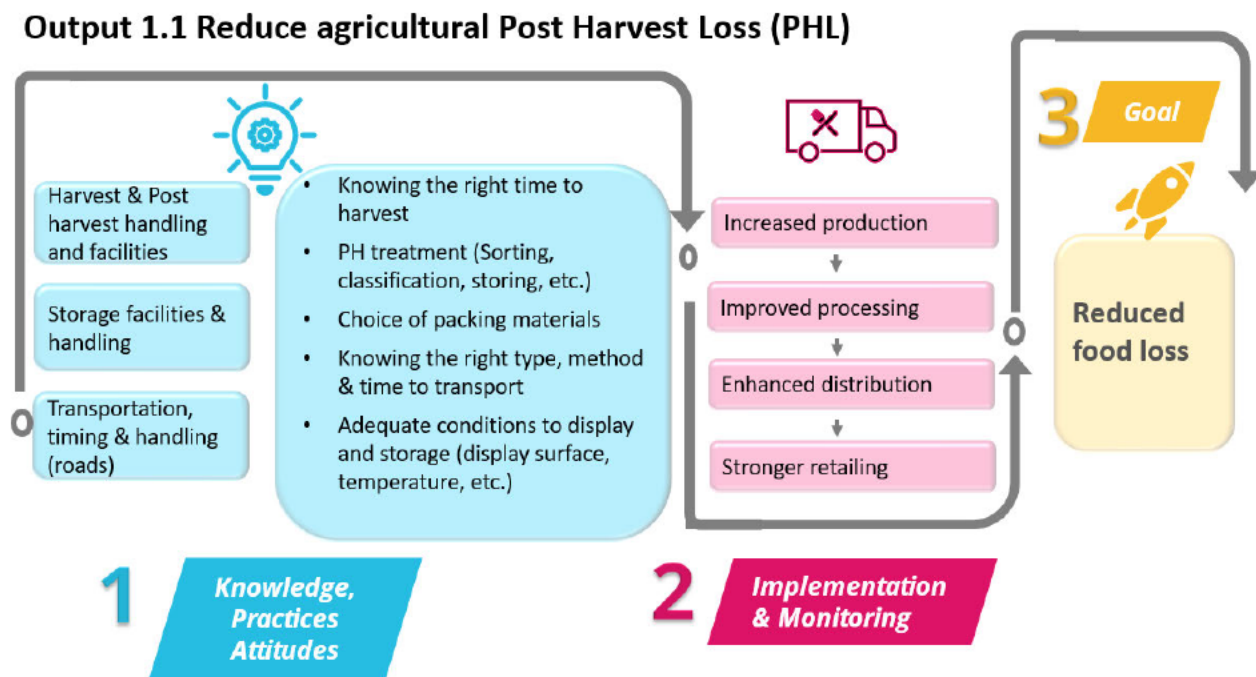 Output 1.1 Reduce agricultural Post Harvest Loss (PHL)
Harvest & Post
harvest handling
and facilities
Storage facilities &
handling
Transportation,
timing & handling
(roads)
• Knowing the right time to
harvest
• PH treatment (Sorting,
classification, storing, etc.)
• Choice of packing materials
• Knowing the right type, method
& time to transport
• Adequate conditions to display
and storage (display surface,
temperature, etc.)
1
Knowledge,
Practices
Attitudes
Increased production
Improved processing
Enhanced distribution
Stronger retailing
2
Implementation
& Monitoring
3
Goal
Reduced
food loss